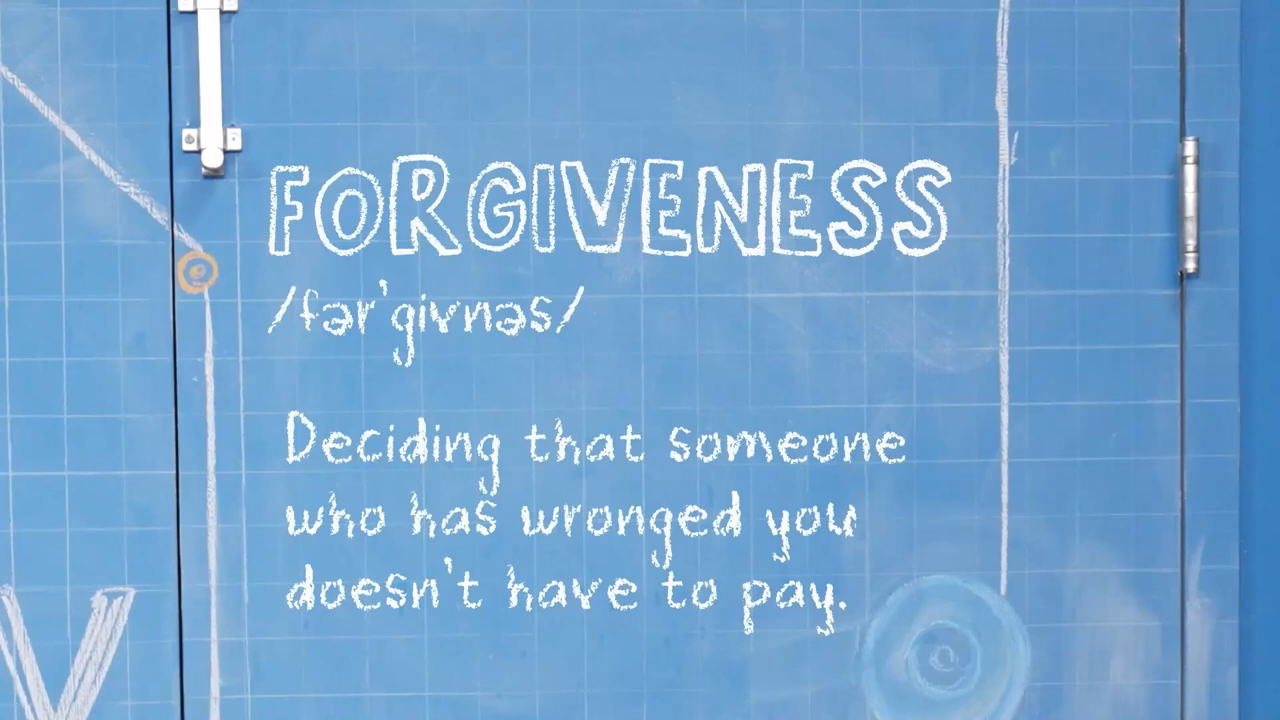 FORGIVENESS
/fər'givnəs/
Deciding that someone
who has wronged you
doesn't have to pay.
V